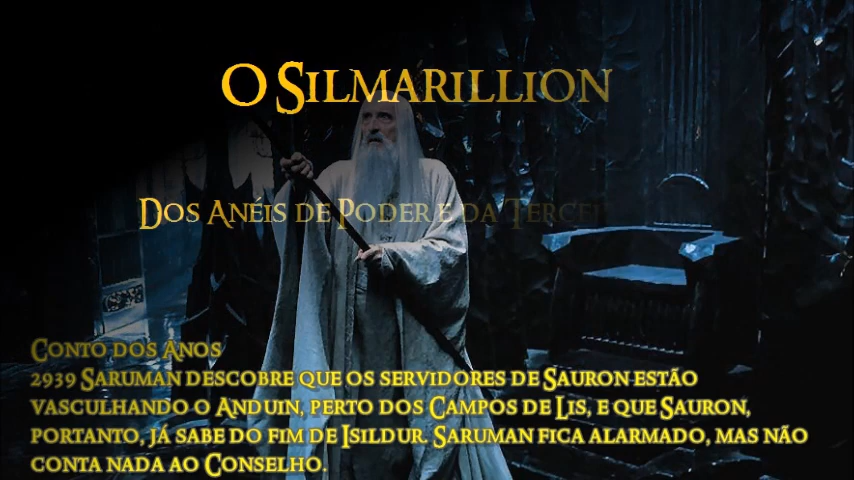 O Silmarillion
Dos Anéis de Poder e da Tercei
Conto dos Anos
2939 Saruman descobre que os servidores de Sauron estão
vasculhando o Anduin, perto dos Campos de Lis, e que Sauron,
portanto, já sabe do fim de Isildur. Saruman fica alarmado, mas não
conta nada ao Conselho.